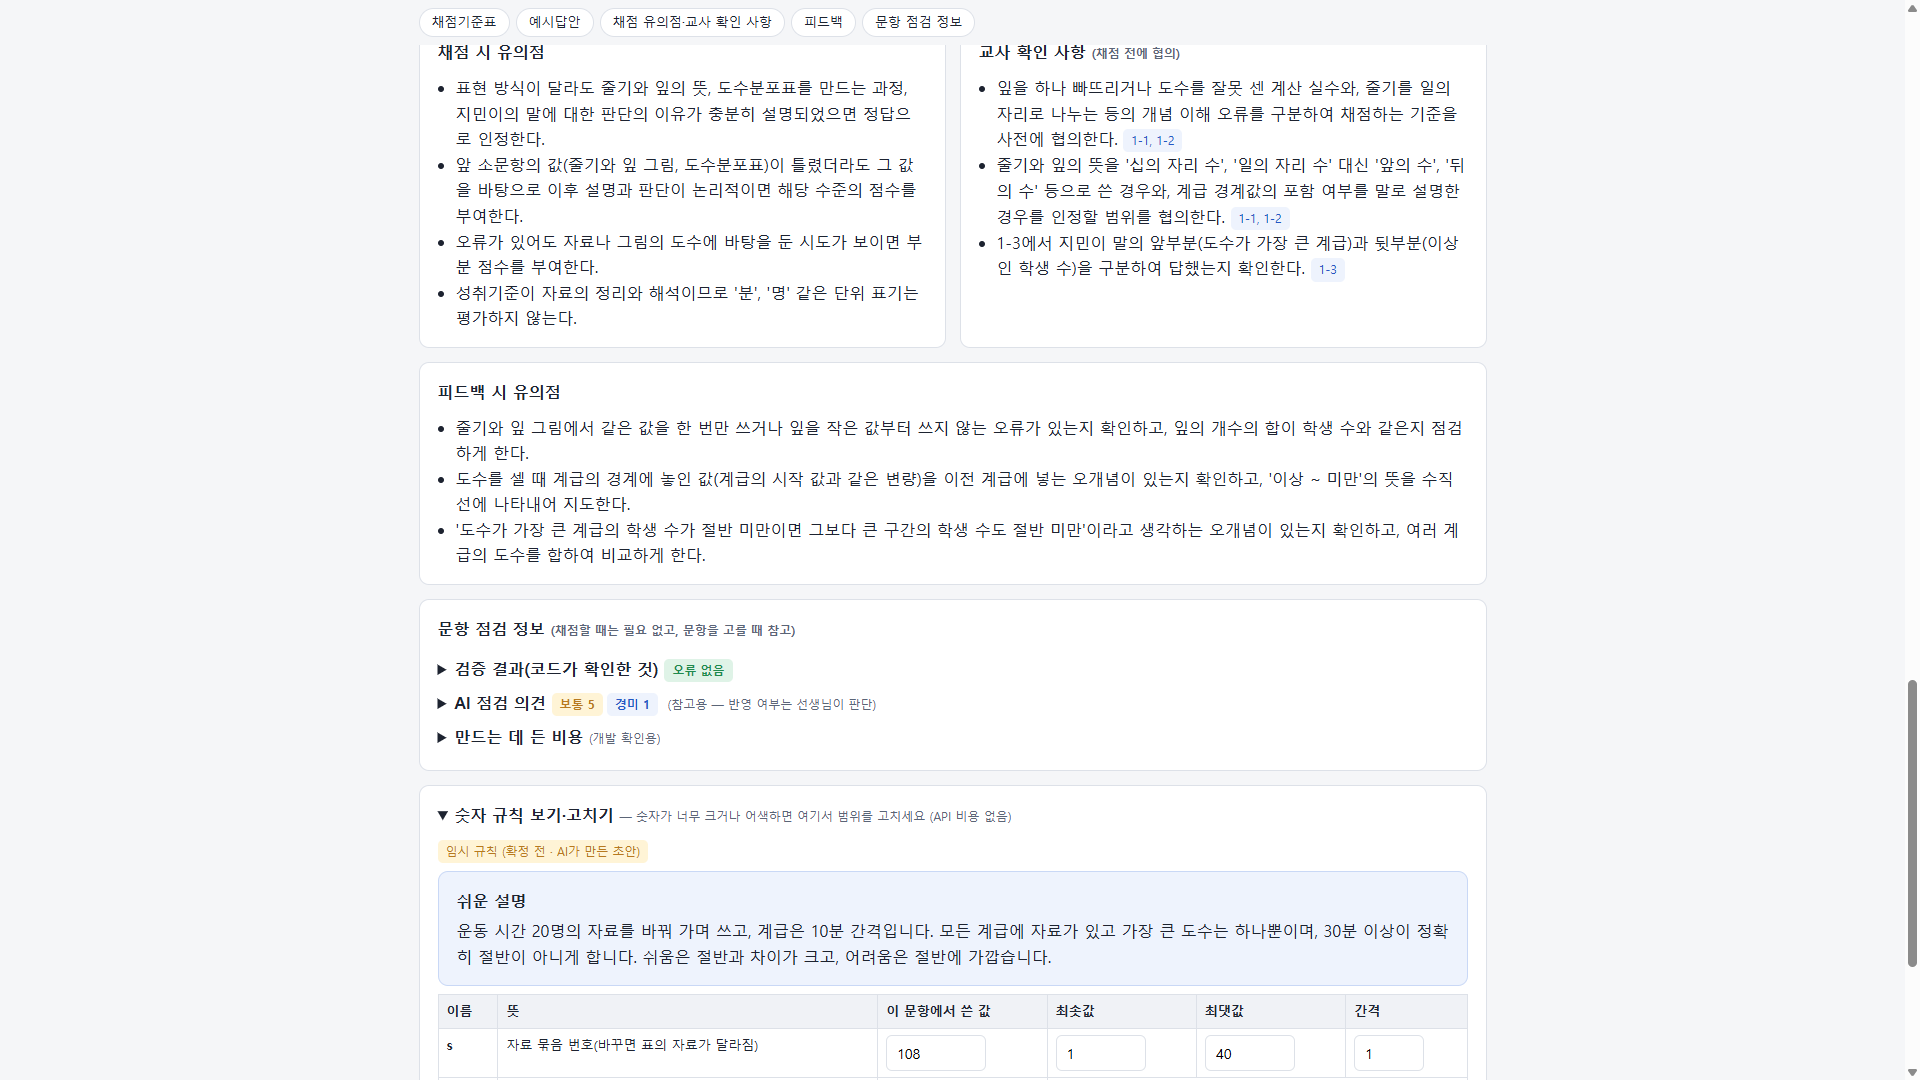 채점기준표
예시답안
채점 유의점·교사 확인 사항
피드백
문항 점검 정보
채점 시 유의점
표현 방식이 달라도 줄기와 잎의 뜻, 도수분포표를 만드는 과정,
지민이의 말에 대한 판단의 이유가 충분히 설명되었으면 정답으
로 인정한다.
앞 소문항의 값(줄기와 잎 그림, 도수분포표)이 틀렸더라도 그 값
을 바탕으로 이후 설명과 판단이 논리적이면 해당 수준의 점수를
부여한다.
오류가 있어도 자료나 그림의 도수에 바탕을 둔 시도가 보이면 부
분 점수를 부여한다.
성취기준이 자료의 정리와 해석이므로 '분', '명' 같은 단위 표기는
평가하지 않는다.
교사 확인 사항 (채점 전에 협의)
잎을 하나 빠뜨리거나 도수를 잘못 센 계산 실수와, 줄기를 일의
자리로 나누는 등의 개념 이해 오류를 구분하여 채점하는 기준을
사전에 협의한다. 1-1, 1-2
줄기와 잎의 뜻을 '십의 자리 수', '일의 자리 수' 대신 '앞의 수', '뒤
의 수' 등으로 쓴 경우와, 계급 경계값의 포함 여부를 말로 설명한
경우를 인정할 범위를 협의한다. 1-1, 1-2
1-3에서 지민이 말의 앞부분(도수가 가장 큰 계급)과 뒷부분(이상
인 학생 수)을 구분하여 답했는지 확인한다. 1-3
피드백 시 유의점
줄기와 잎 그림에서 같은 값을 한 번만 쓰거나 잎을 작은 값부터 쓰지 않는 오류가 있는지 확인하고, 잎의 개수의 합이 학생 수와 같은지 점검
하게 한다.
도수를 셀 때 계급의 경계에 놓인 값(계급의 시작 값과 같은 변량)을 이전 계급에 넣는 오개념이 있는지 확인하고, '이상 ~ 미만'의 뜻을 수직
선에 나타내어 지도한다.
'도수가 가장 큰 계급의 학생 수가 절반 미만이면 그보다 큰 구간의 학생 수도 절반 미만'이라고 생각하는 오개념이 있는지 확인하고, 여러 계
급의 도수를 합하여 비교하게 한다.
문항 점검 정보 (채점할 때는 필요 없고, 문항을 고를 때 참고)
▶ 검증 결과(코드가 확인한 것) 오류 없음
▶ AI 점검 의견 보통 5 경미 1 (참고용 — 반영 여부는 선생님이 판단)
▶ 만드는 데 든 비용 (개발 확인용)
▼ 숫자 규칙 보기·고치기 — 숫자가 너무 크거나 어색하면 여기서 범위를 고치세요 (API 비용 없음)
임시 규칙 (확정 전 · AI가 만든 초안)
쉬운 설명
운동 시간 20명의 자료를 바꿔 가며 쓰고, 계급은 10분 간격입니다. 모든 계급에 자료가 있고 가장 큰 도수는 하나뿐이며, 30분 이상이 정확
히 절반이 아니게 합니다. 쉬움은 절반과 차이가 크고, 어려움은 절반에 가깝습니다.
이름 뜻 이 문항에서 쓴 값 최솟값 최댓값 간격
s 자료 묶음 번호(바꾸면 표의 자료가 달라짐) 108 1 40 1